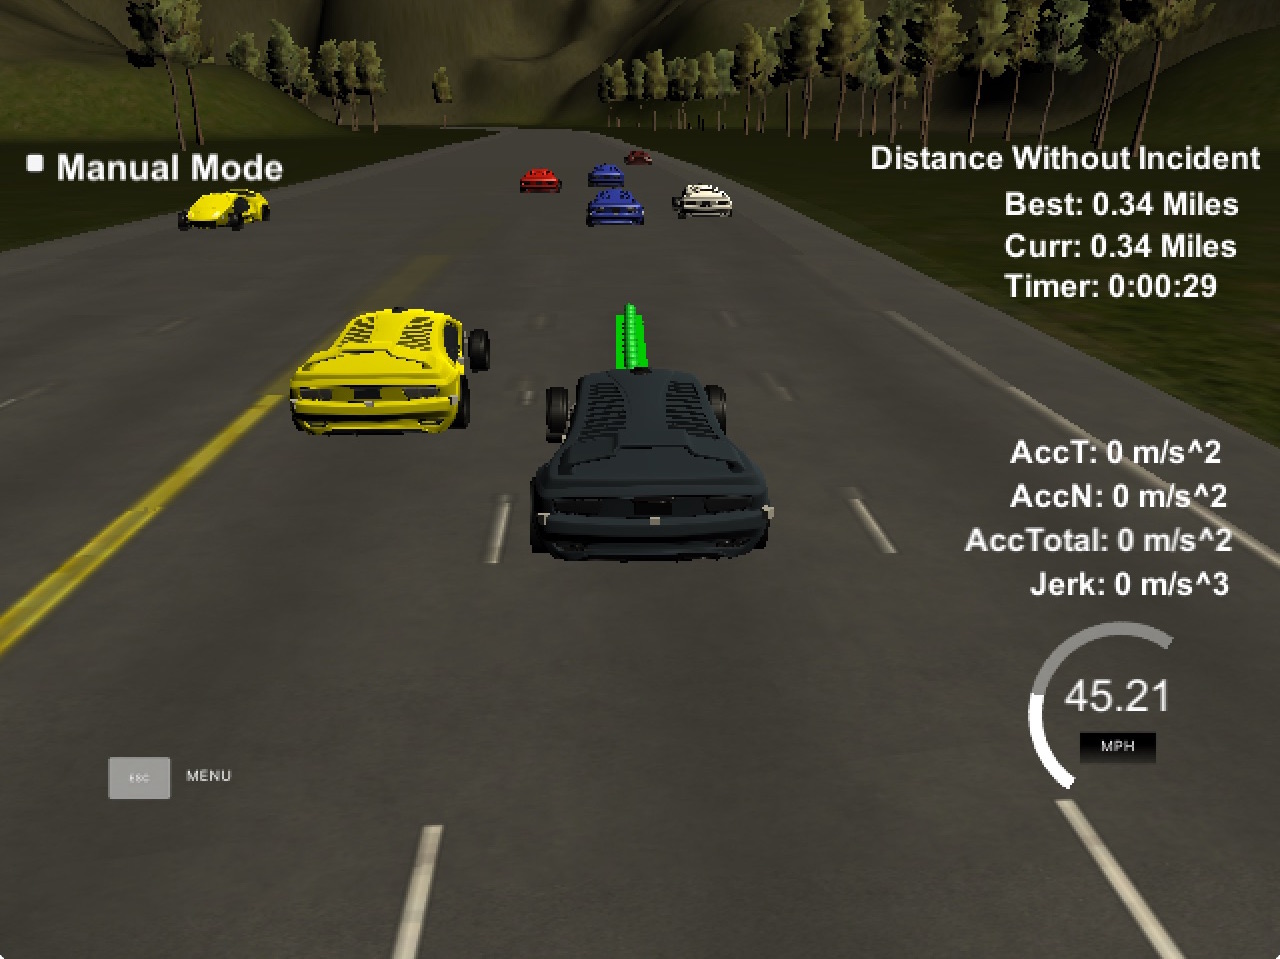 Manual Mode
Distance Without Incident
Best: 0.34 Miles
Curr: 0.34 Miles
Timer: 0:00:29
AccT: 0 m/s^2
AccN: 0 m/s^2
AccTotal: 0 m/s^2
Jerk: 0 m/s^3
45.21
MPH
ESC MENU